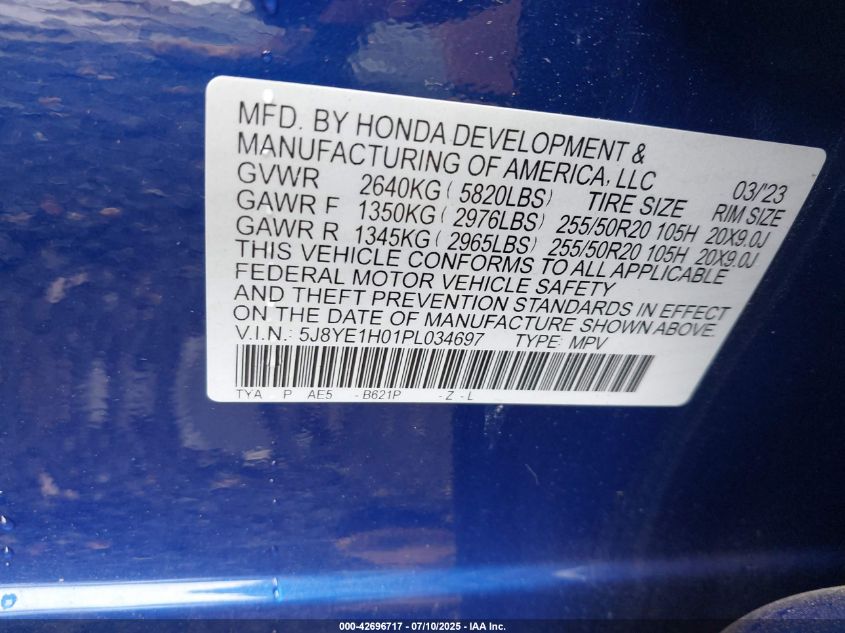 MFD. BY HONDA DEVELOPMENT &
MANUFACTURING OF AMERICA, LLC 03/'23
GVWR 2640KG ( 5820LBS) TIRE SIZE RIM SIZE
GAWR F 1350KG ( 2976LBS) 255/50R20 105H 20X9.0J
GAWR R 1345KG ( 2965LBS) 255/50R20 105H 20X9.0J
THIS VEHICLE CONFORMS TO ALL APPLICABLE
FEDERAL MOTOR VEHICLE SAFETY
AND THEFT PREVENTION STANDARDS IN EFFECT
ON THE DATE OF MANUFACTURE SHOWN ABOVE.
V.I.N.: 5J8YE1H01PL034697 TYPE: MPV
TYA P AE5 -B621P -Z -L
000-42696717 - 07/10/2025 - IAA Inc.